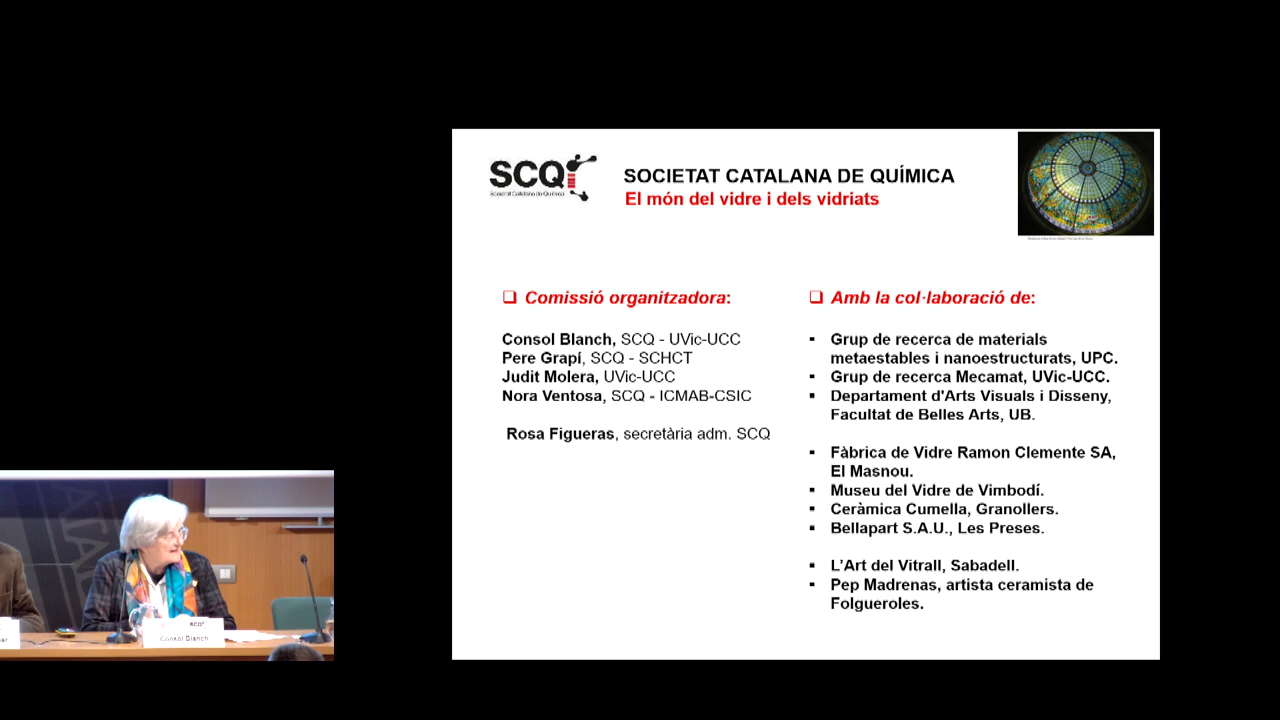 SCQ
Societat Catalana de Química
SOCIETAT CATALANA DE QUÍMICA
El món del vidre i dels vidriats
Comissió organitzadora:
Consol Blanch, SCQ - UVic-UCC
Pere Grapí, SCQ - SCHCT
Judit Molera, UVic-UCC
Nora Ventosa, SCQ - ICMAB-CSIC
Rosa Figueras, secretària adm. SCQ
Amb la col·laboració de:
Grup de recerca de materials
metaestables i nanoestructurats, UPC.
Grup de recerca Mecamat, UVic-UCC.
Departament d'Arts Visuals i Disseny,
Facultat de Belles Arts, UB.
Fàbrica de Vidre Ramon Clemente SA,
El Masnou.
Museu del Vidre de Vimbodí.
Ceràmica Cumella, Granollers.
Bellapart S.A.U., Les Preses.
L'Art del Vitrall, Sabadell.
Pep Madrenas, artista ceramista de
Folgueroles.
SCQ
Consol Blanch